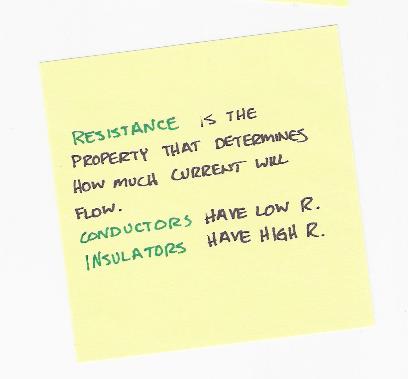 RESISTANCE IS THE
PROPERTY THAT DETERMINES
HOW MUCH CURRENT WILL
FLOW.
CONDUCTORS HAVE LOW R.
INSULATORS HAVE HIGH R.